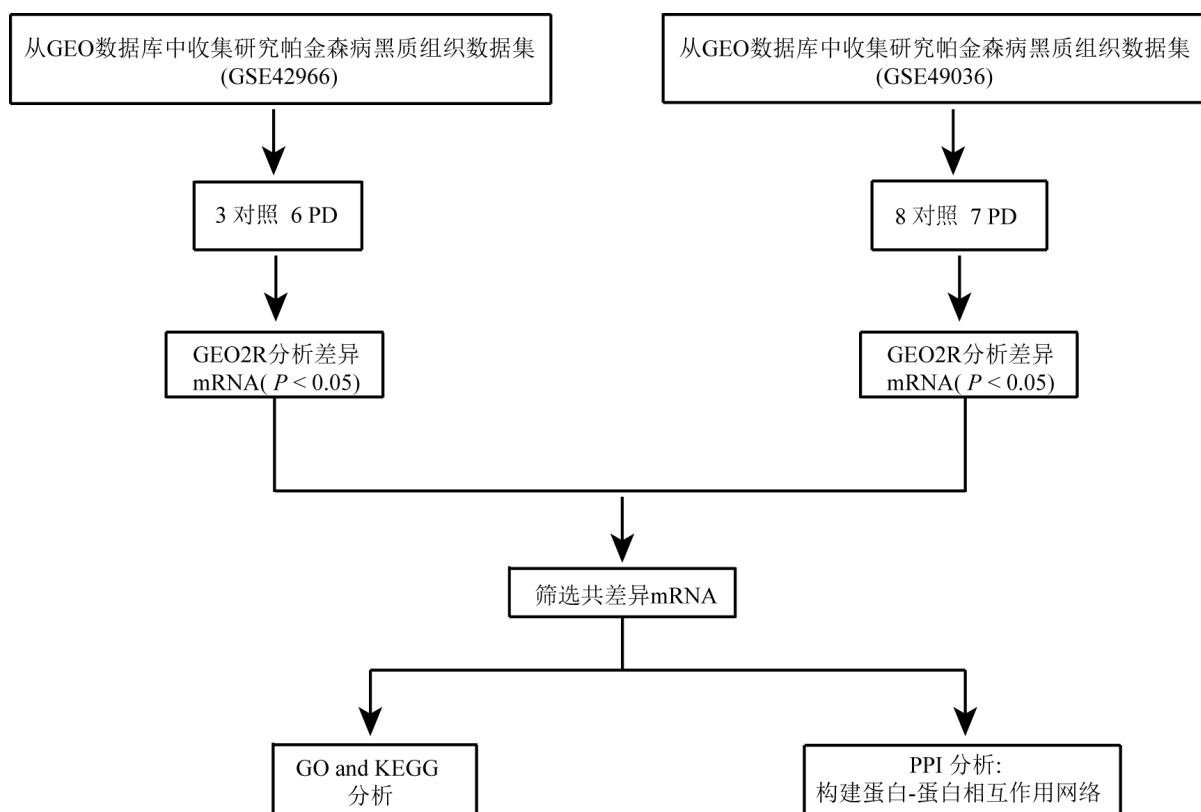 从GEO数据库中收集研究帕金森病黑质组织数据集
(GSE42966)
从GEO数据库中收集研究帕金森病黑质组织数据集
(GSE49036)
3 对照 6 PD
8 对照 7 PD
GEO2R分析差异
mRNA( P < 0.05)
GEO2R分析差异
mRNA( P < 0.05)
筛选共差异mRNA
GO and KEGG
分析
PPI 分析:
构建蛋白-蛋白相互作用网络